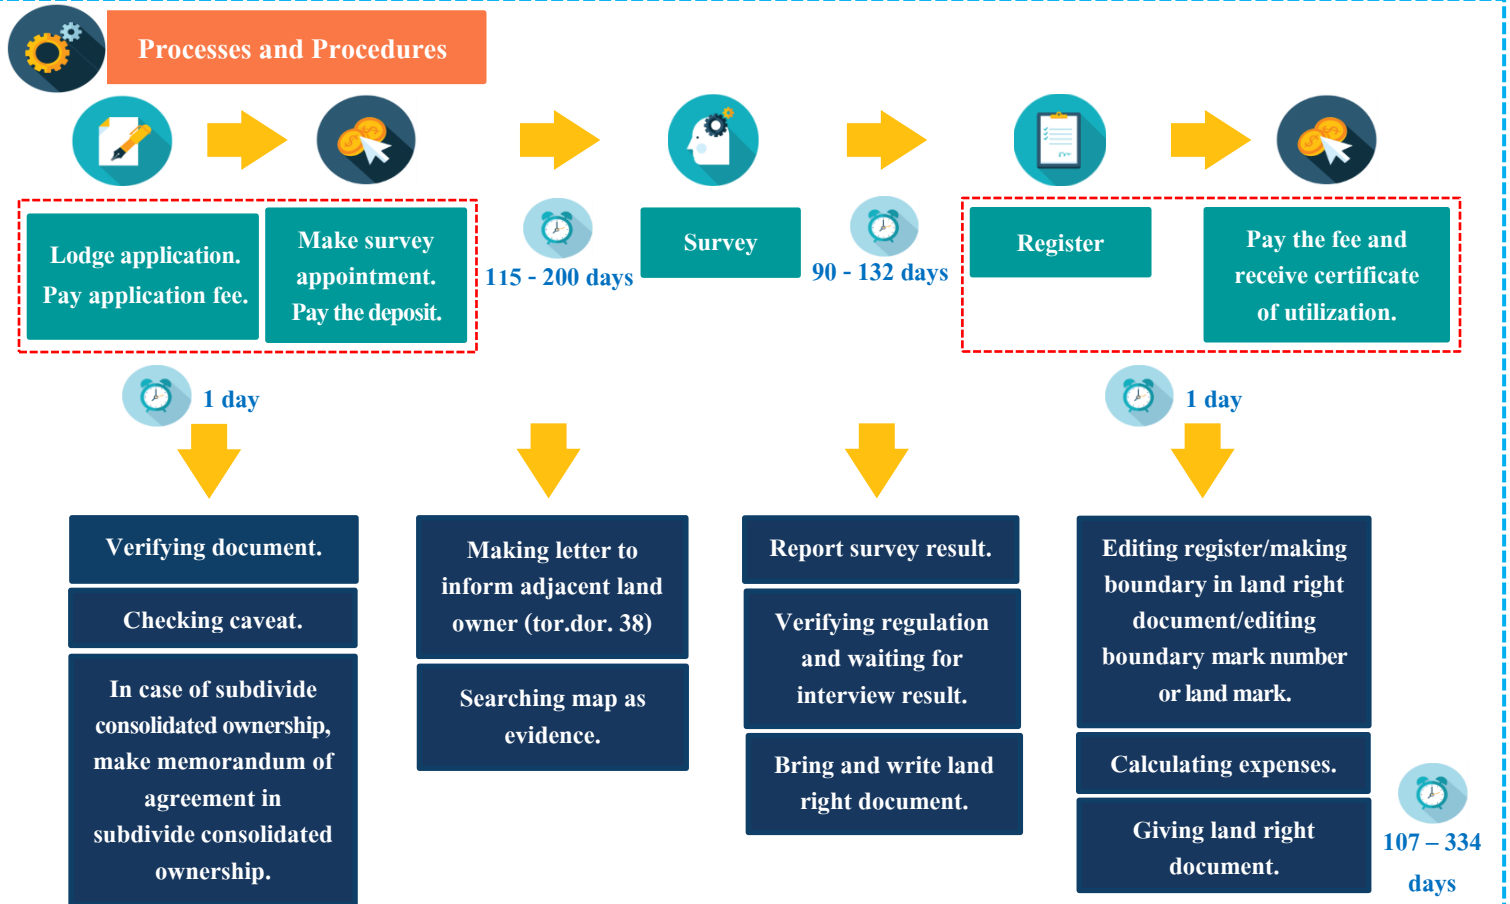 Processes and Procedures
Lodge application.
Pay application fee.
Make survey
appointment.
Pay the deposit.
115 - 200 days
Survey
90 - 132 days
Register
Pay the fee and
receive certificate
of utilization.
1 day
1 day
Verifying document.
Checking caveat.
In case of subdivide
consolidated ownership,
make memorandum of
agreement in
subdivide consolidated
ownership.
Making letter to
inform adjacent land
owner (tor.dor. 38)
Searching map as
evidence.
Report survey result.
Verifying regulation
and waiting for
interview result.
Bring and write land
right document.
Editing register/making
boundary in land right
document/editing
boundary mark number
or land mark.
Calculating expenses.
Giving land right
document.
107 – 334
days